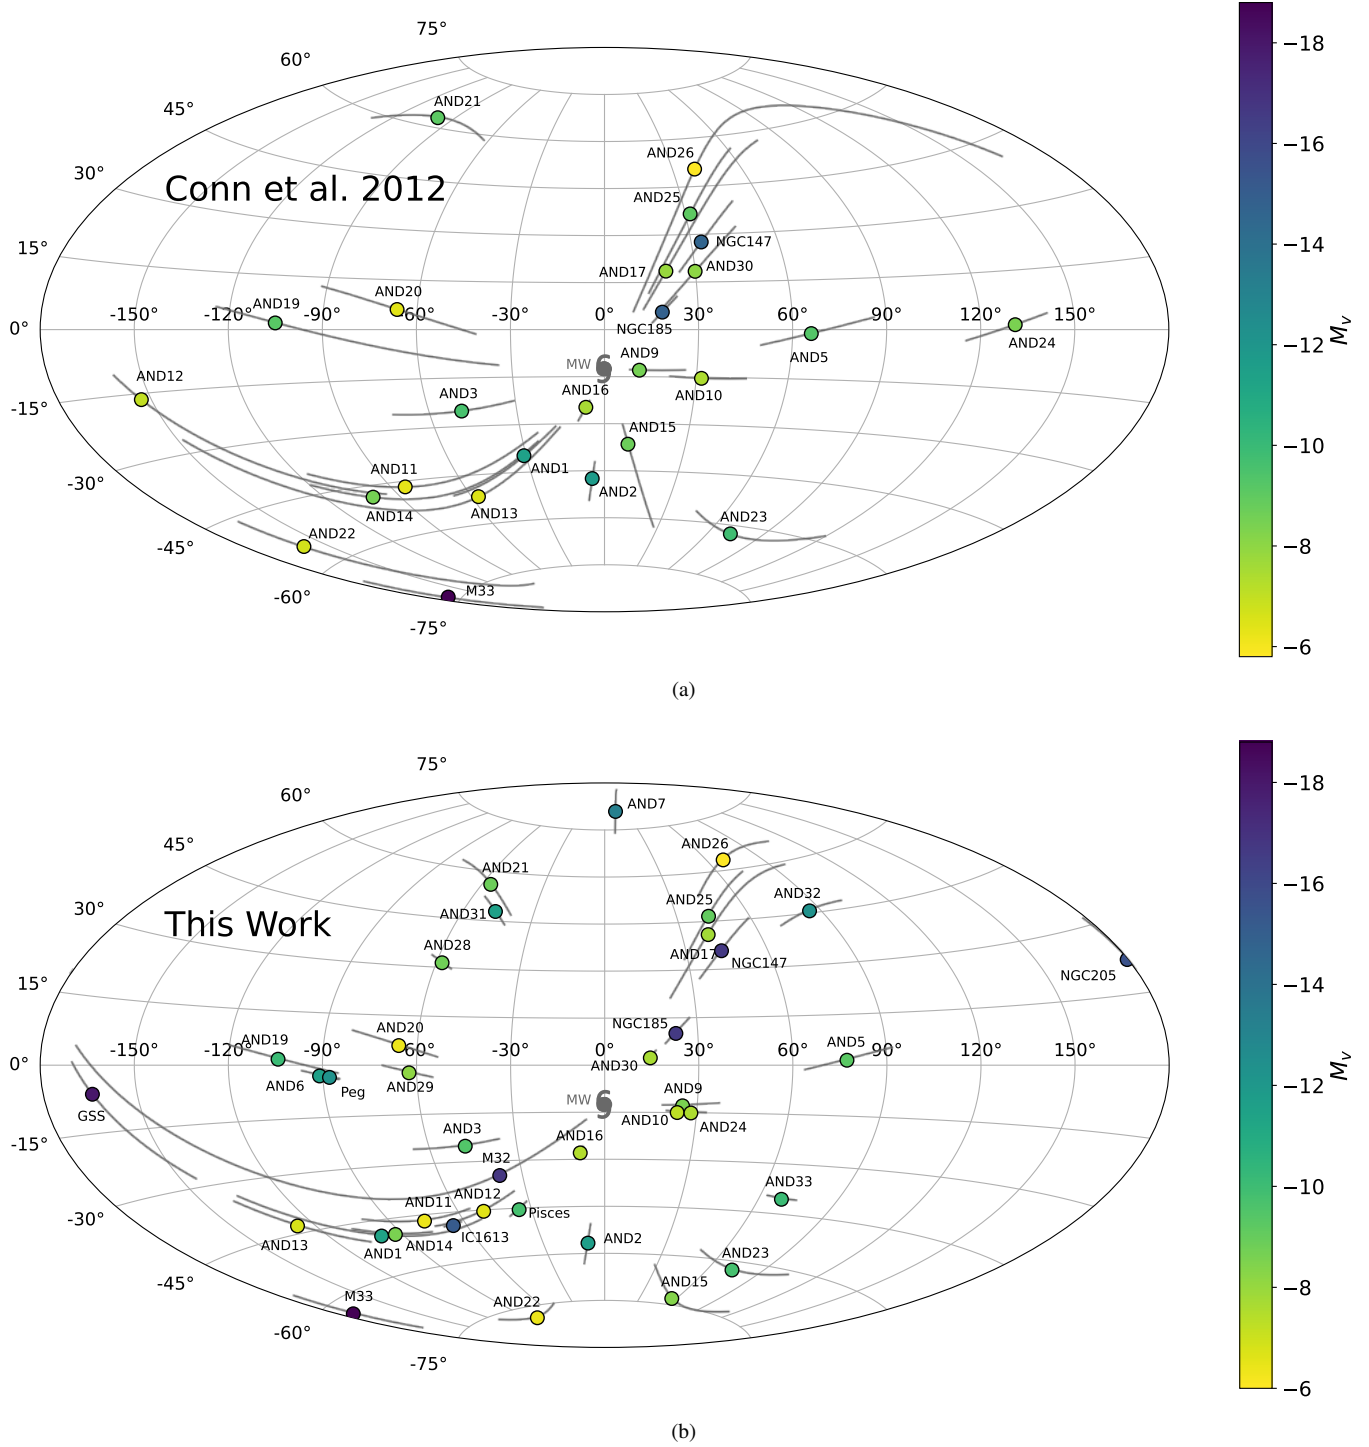 75°
60°
45°
30°
15°
0°
-15°
-30°
-45°
-60°
-75°
-150° -120° -90° -60° -30° 0° 30° 60° 90° 120° 150°
Conn et al. 2012
AND21
AND26
AND25
NGC147
AND17
AND30
AND20
AND19
NGC185
AND5
AND24
MW
AND9
AND12
AND3
AND16
AND10
AND15
AND11
AND1
AND2
AND14
AND13
AND23
AND22
M33
−18
−16
−14
−12
−10
−8
−6
Mv
(a)
75°
60°
45°
30°
15°
0°
-15°
-30°
-45°
-60°
-75°
-150° -120° -90° -60° -30° 0° 30° 60° 90° 120° 150°
This Work
AND7
AND26
AND21
AND32
AND25
AND31
AND28
AND17
NGC147
NGC205
NGC185
AND20
AND19
AND5
AND30
AND6
Peg
AND29
GSS
MW
AND9
AND10
AND24
AND3
AND16
M32
AND33
AND12
AND11
Pisces
IC1613
AND13
AND1
AND14
AND2
AND23
AND15
M33
AND22
−18
−16
−14
−12
−10
−8
−6
Mv
(b)